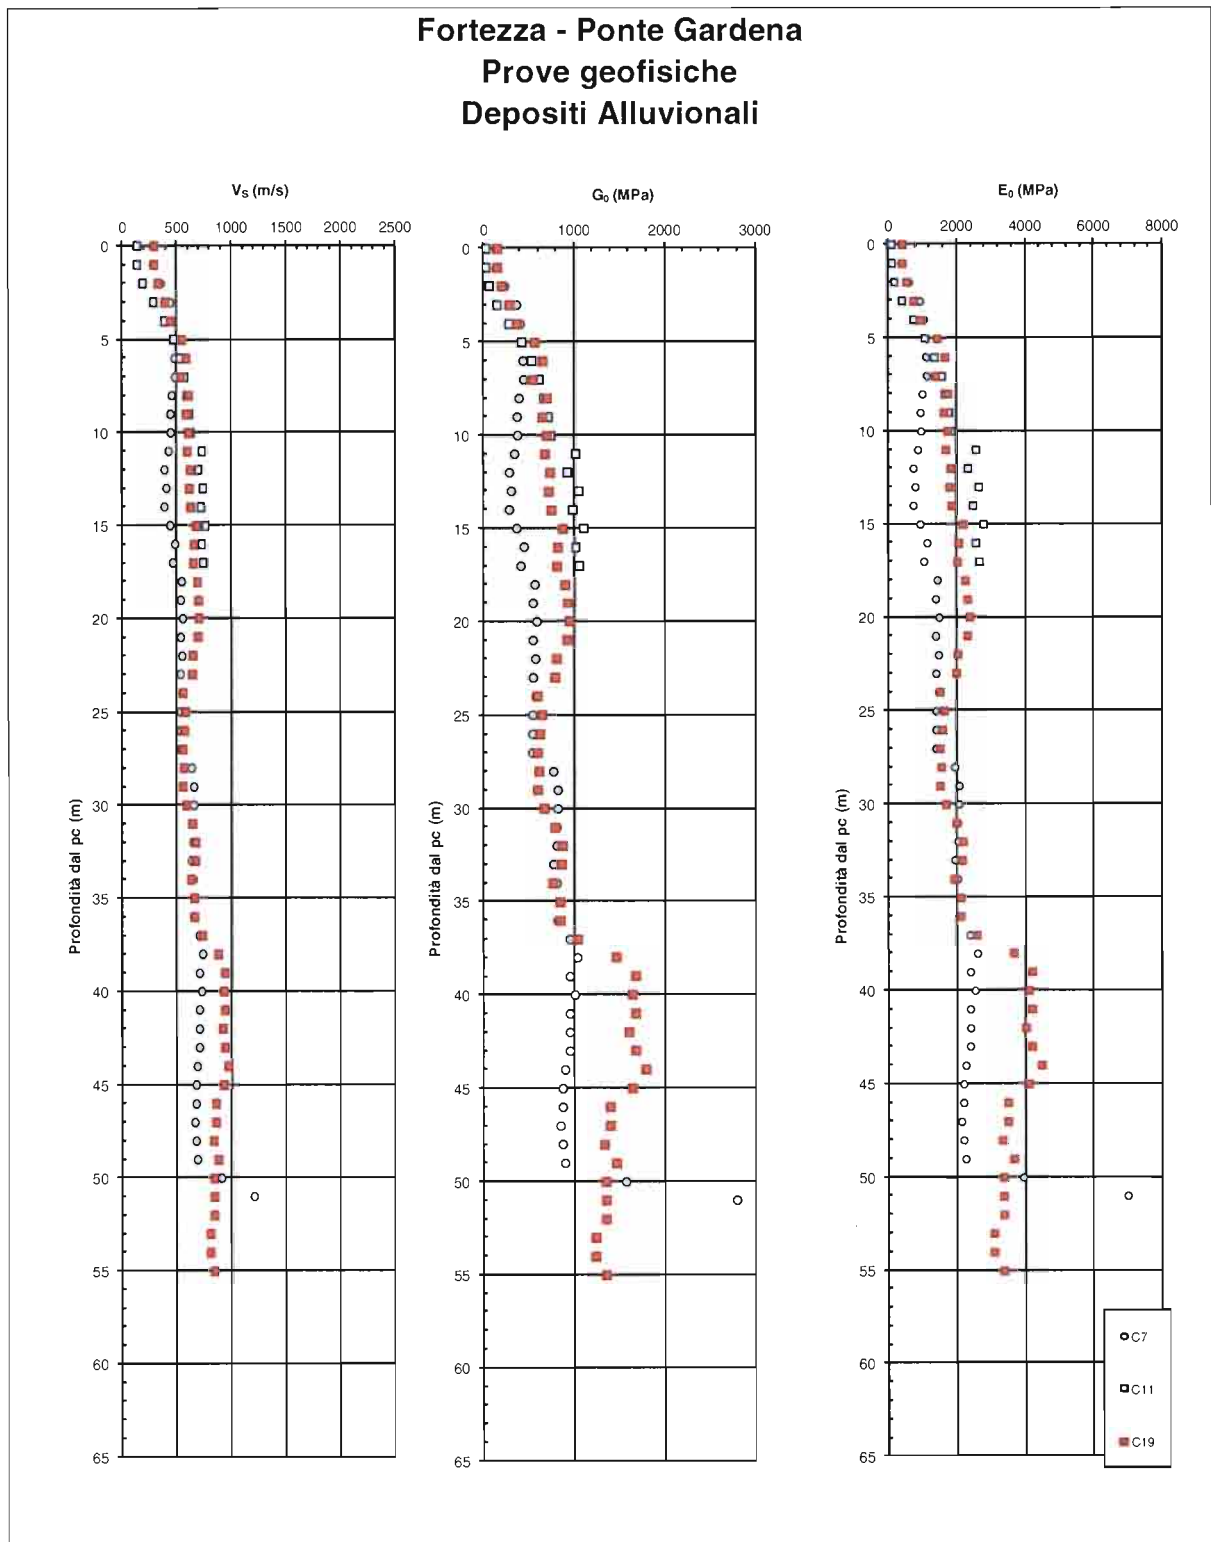 Fortezza - Ponte Gardena
Prove geofisiche
Depositi Alluvionali
V_S (m/s)
0 500 1000 1500 2000 2500
0
5
10
15
20
25
30
35
40
45
50
55
60
65
Profondità dal pc (m)
G_0 (MPa)
0 1000 2000 3000
0
5
10
15
20
25
30
35
40
45
50
55
60
65
Profondità dal pc (m)
E_0 (MPa)
0 2000 4000 6000 8000
0
5
10
15
20
25
30
35
40
45
50
55
60
65
Profondità dal pc (m)
C7
C11
C19